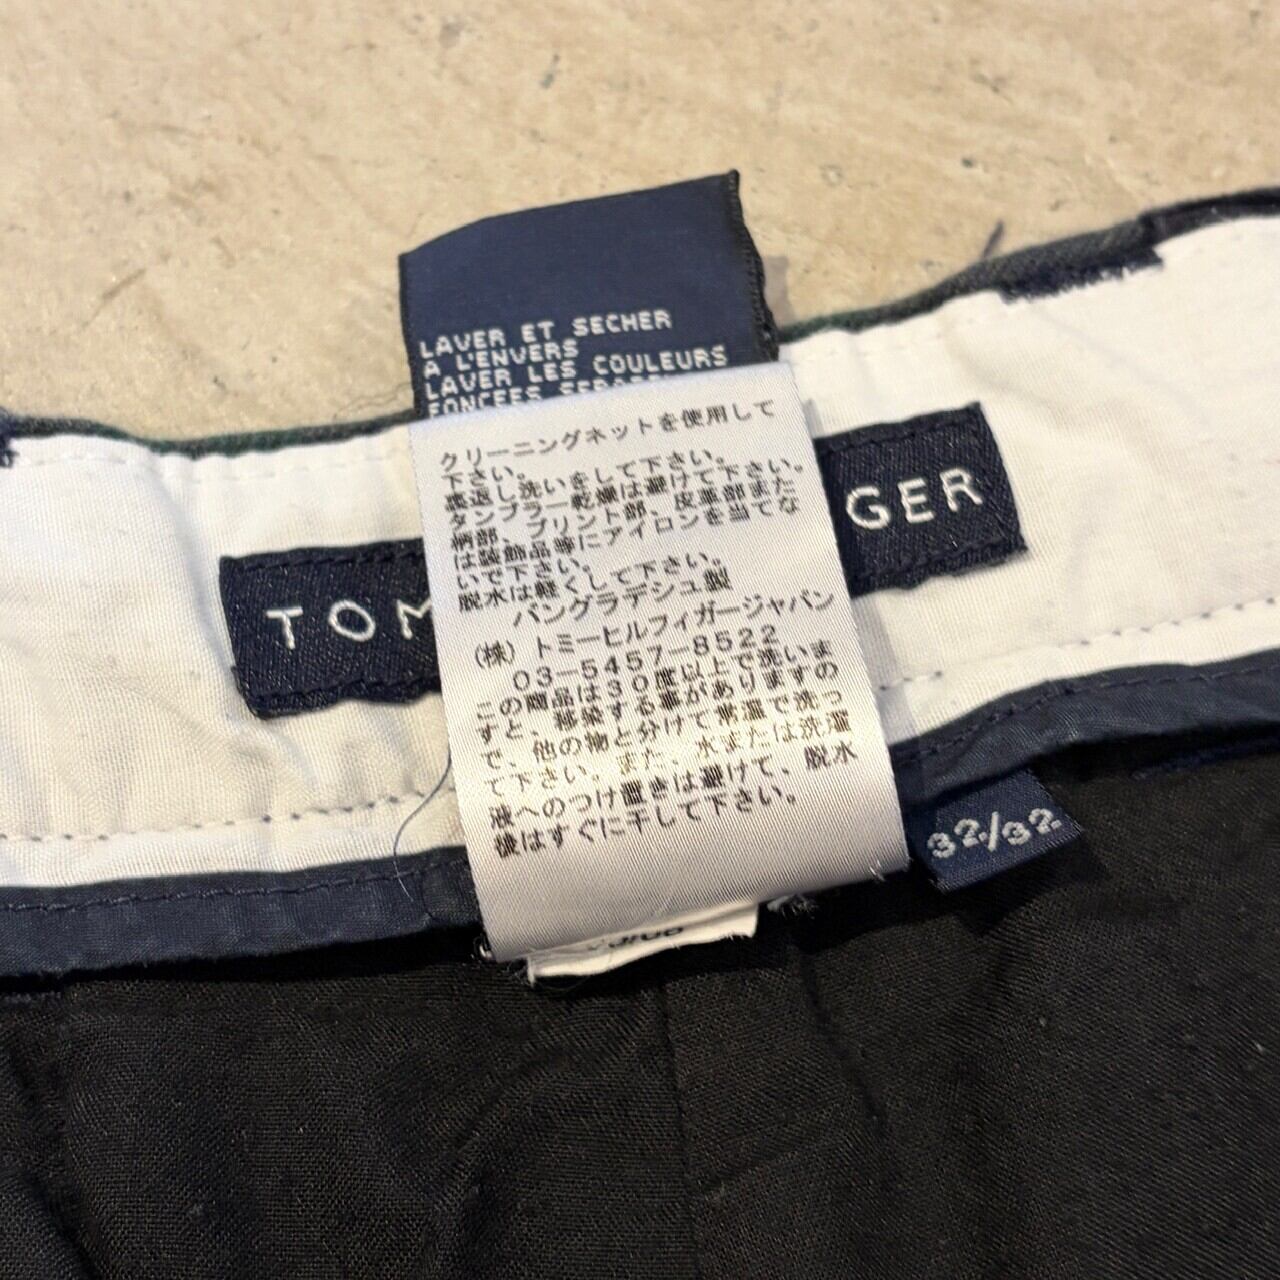 LAVER ET SECHER
A L'ENVERS
LAVER LES COULEURS
FONCEES
クリーニングネットを使用して
下さい。
裏返し洗いをして下さい。
タンブラー乾燥は避けて下さい。
柄部、プリント部、皮革部また
は装飾品等にアイロンを当てな
いで下さい。
脱水は軽くして下さい。
バングラデシュ製
(株) トミーヒルフィガージャパン
03-5457-8522
この商品は30度以上で洗いま
すと、移染する事がありますの
で、他の物と分けて常温で洗っ
て下さい。また、水または洗濯
液へのつけ置きは避けて、脱水
後はすぐに干して下さい。
TOM
GER
32/32